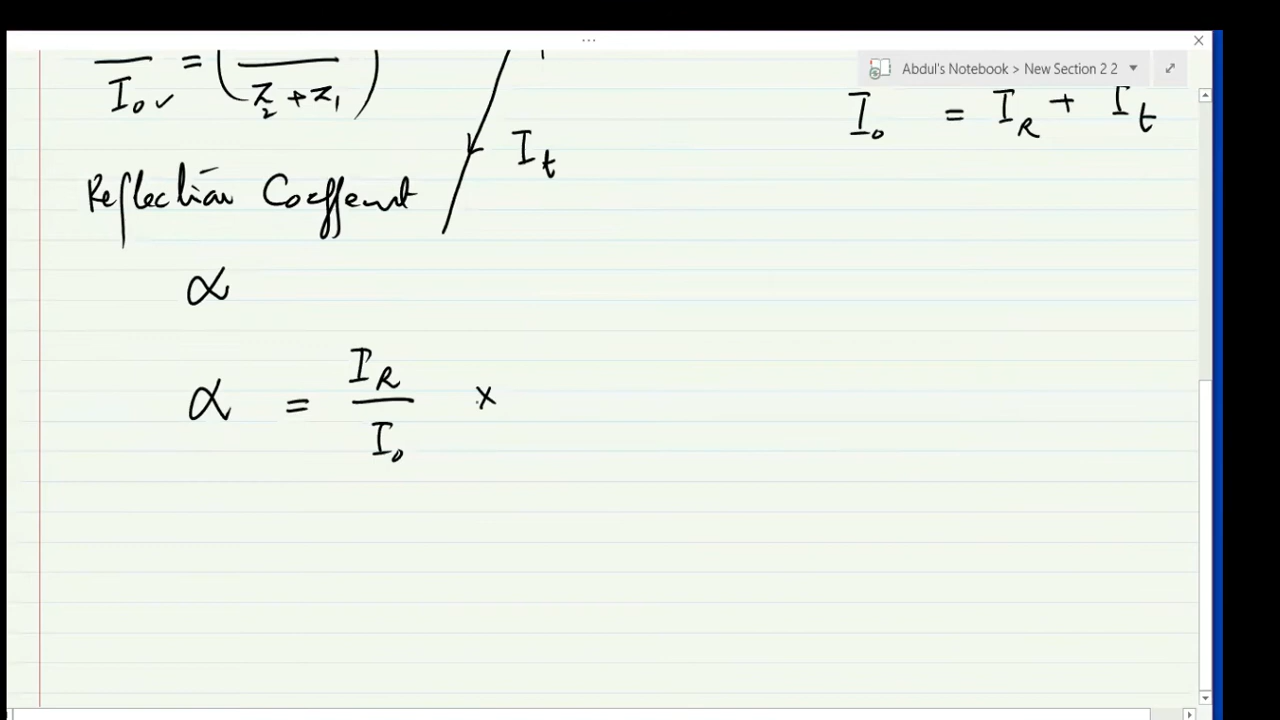 Abdul's Notebook > New Section 2 2
I₀ = (z₂ + z₁)
I₀ = I_R + I_t
I_t
Reflection Coeffient
α
α = I_R / I₀ ×